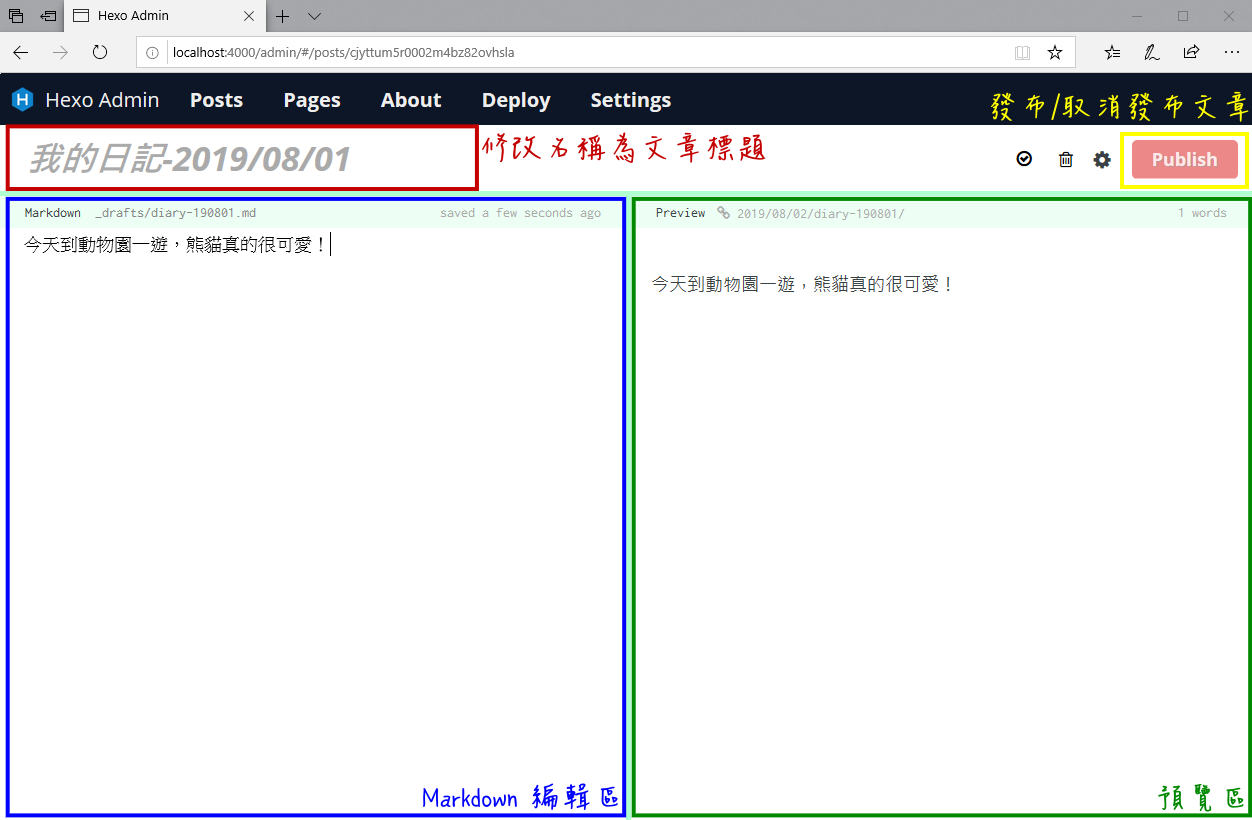 Hexo Admin
localhost:4000/admin/#/posts/cjyttum5r0002m4bz82ovhsla
Hexo Admin Posts Pages About Deploy Settings
發布/取消發布文章
我的日記-2019/08/01
修改名稱為文章標題
Publish
Markdown _drafts/diary-190801.md saved a few seconds ago
Preview 2019/08/02/diary-190801/ 1 words
今天到動物園一遊，熊貓真的很可愛！
今天到動物園一遊，熊貓真的很可愛！
Markdown 編輯區
預覽區